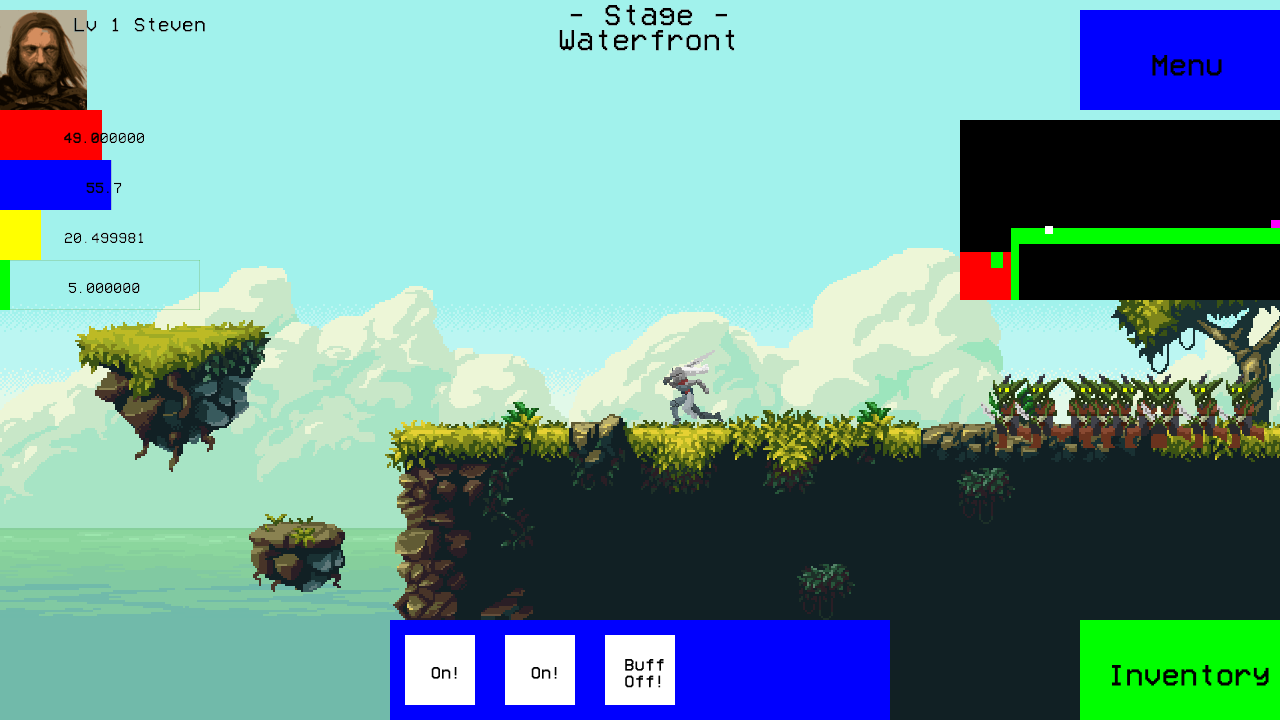 Lv 1 Steven
- Stage -
Waterfront
Menu
49.000000
55.7
20.499981
5.000000
On!
On!
Buff
Off!
Inventory